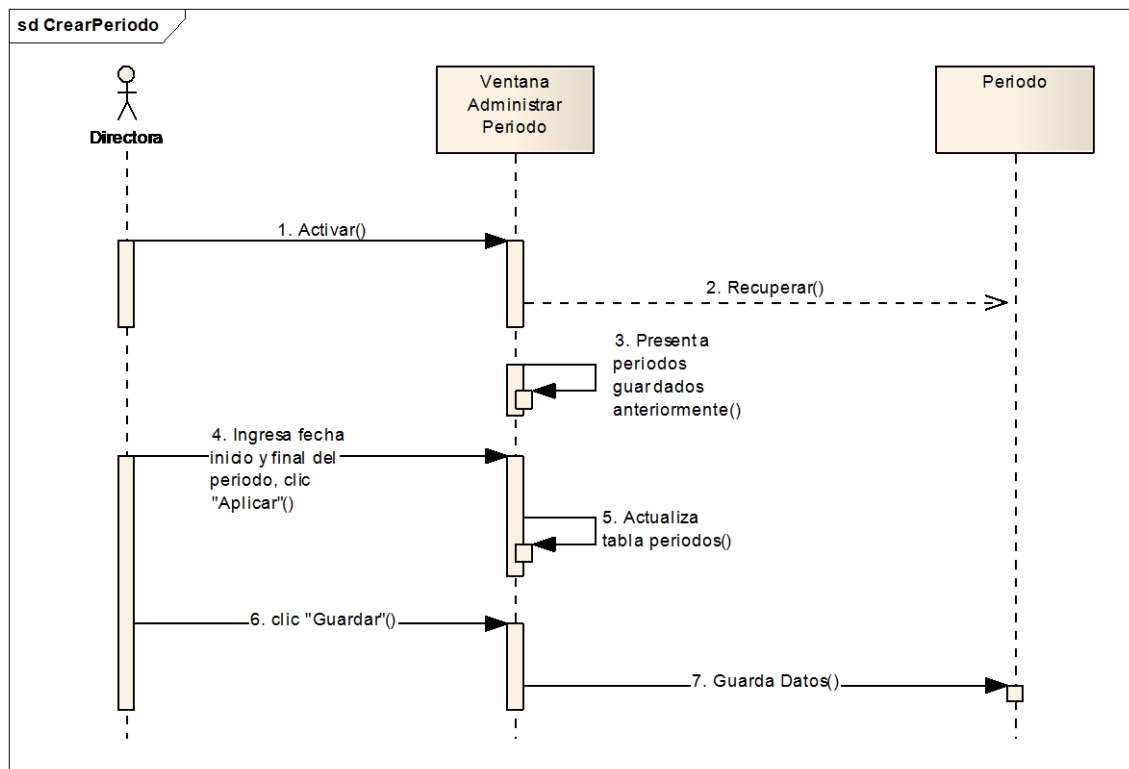 sd CrearPeriodo
Directora
Ventana
Administrar
Periodo
Periodo
1. Activar()
2. Recuperar()
3. Presenta
periodos
guardados
anteriormente()
4. Ingresa fecha
inicio y final del
periodo, clic
"Aplicar"()
5. Actualiza
tabla periodos()
6. clic "Guardar"()
7. Guarda Datos()